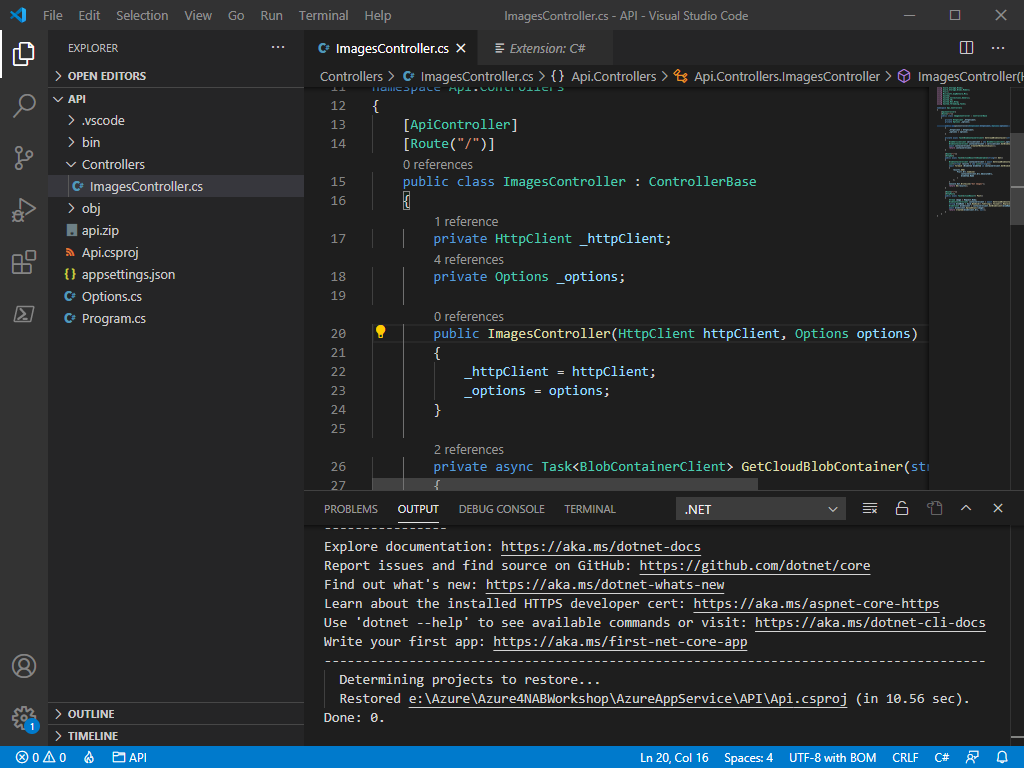 File Edit Selection View Go Run Terminal Help ImagesController.cs - API - Visual Studio Code
EXPLORER ···
OPEN EDITORS
API
.vscode
bin
Controllers
C# ImagesController.cs
obj
api.zip
Api.csproj
{} appsettings.json
C# Options.cs
C# Program.cs
OUTLINE
TIMELINE
C# ImagesController.cs Extension: C#
Controllers > C# ImagesController.cs > {} Api.Controllers > Api.Controllers.ImagesController > ImagesController(H
11 namespace Api.Controllers
12 {
13 [ApiController]
14 [Route("/")]
0 references
15 public class ImagesController : ControllerBase
16 {
1 reference
17 private HttpClient _httpClient;
4 references
18 private Options _options;
19
0 references
20 public ImagesController(HttpClient httpClient, Options options)
21 {
22 _httpClient = httpClient;
23 _options = options;
24 }
25
2 references
26 private async Task<BlobContainerClient> GetCloudBlobContainer(str
27 {
PROBLEMS OUTPUT DEBUG CONSOLE TERMINAL .NET
----------------
Explore documentation: https://aka.ms/dotnet-docs
Report issues and find source on GitHub: https://github.com/dotnet/core
Find out what's new: https://aka.ms/dotnet-whats-new
Learn about the installed HTTPS developer cert: https://aka.ms/aspnet-core-https
Use 'dotnet --help' to see available commands or visit: https://aka.ms/dotnet-cli-docs
Write your first app: https://aka.ms/first-net-core-app
--------------------------------------------------------------------------------------
Determining projects to restore...
Restored e:\Azure\Azure4NABWorkshop\AzureAppService\API\Api.csproj (in 10.56 sec).
Done: 0.
1
0 0 API Ln 20, Col 16 Spaces: 4 UTF-8 with BOM CRLF C#